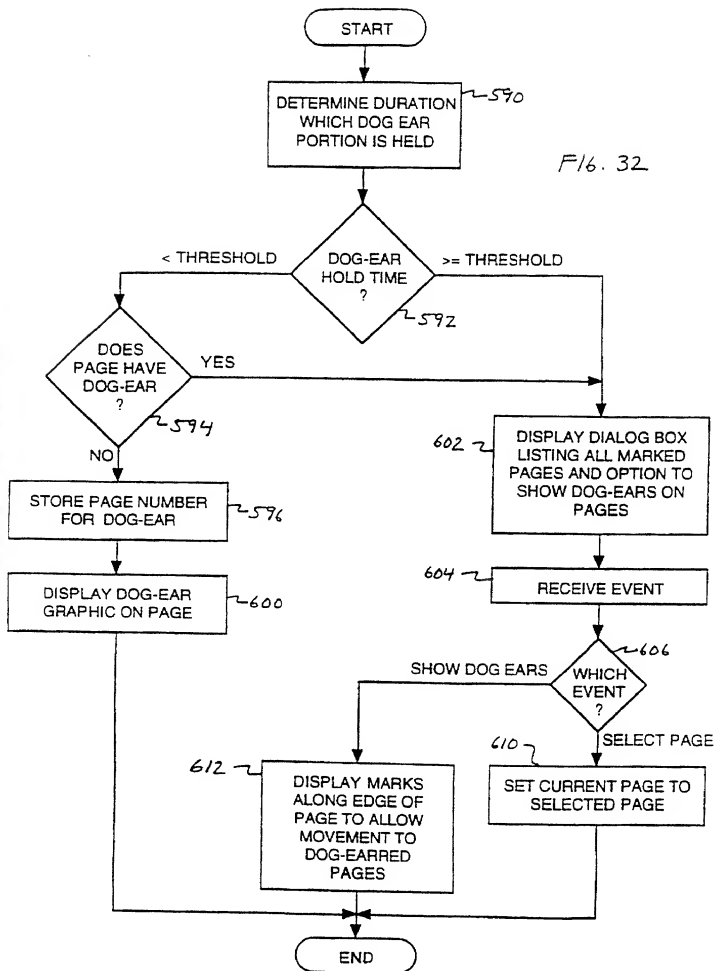 START
DETERMINE DURATION
WHICH DOG EAR
PORTION IS HELD
590
FIG. 32
< THRESHOLD
DOG-EAR
HOLD TIME
?
>= THRESHOLD
592
DOES
PAGE HAVE
DOG-EAR
?
YES
594
NO
STORE PAGE NUMBER
FOR DOG-EAR
596
DISPLAY DOG-EAR
GRAPHIC ON PAGE
600
602
DISPLAY DIALOG BOX
LISTING ALL MARKED
PAGES AND OPTION TO
SHOW DOG-EARS ON
PAGES
604
RECEIVE EVENT
606
SHOW DOG EARS
WHICH
EVENT
?
SELECT PAGE
610
SET CURRENT PAGE TO
SELECTED PAGE
612
DISPLAY MARKS
ALONG EDGE OF
PAGE TO ALLOW
MOVEMENT TO
DOG-EARRED
PAGES
END